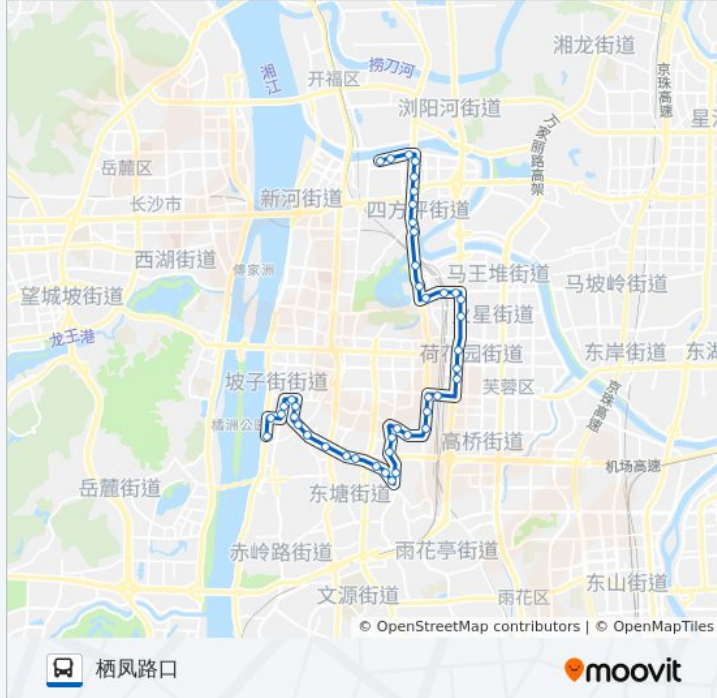 湘龙街道
捞刀河
湘江
开福区
京珠高速
浏阳河街道
万家丽路高架
岳麓区
长沙市
新河街道
四方坪街道
西湖街道
傅家洲
马王堆街道
马坡岭街道
望城坡街道
龙王港
火星街道
荷花园街道
东岸街道
坡子街街道
芙蓉区
京珠高速
橘洲公园
高桥街道
机场高速
岳麓街道
东塘街道
赤岭路街道
雨花亭街道
文源街道
雨花区
东山街道
© OpenStreetMap contributors | © OpenMapTiles
栖凤路口
moovit